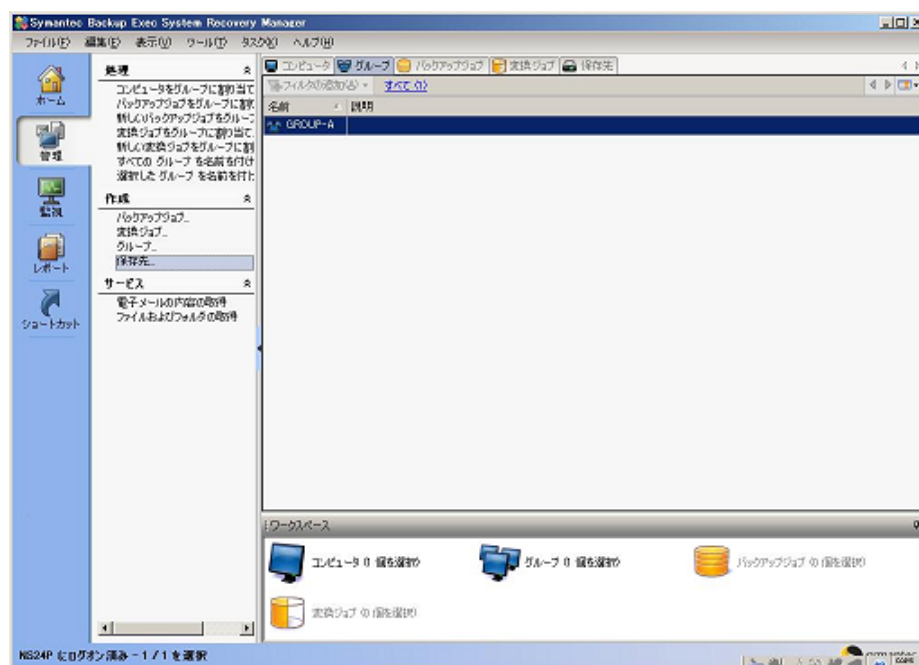 Symantec Backup Exec System Recovery Manager
ファイル(F) 編集(E) 表示(V) ツール(T) タスク(K) ヘルプ(H)
ホーム
管理
監視
レポート
ショートカット
処理
コンピュータをグループに割り当て
バックアップジョブをグループに割り
新しいバックアップジョブをグループ
変換ジョブをグループに割り当て
新しい変換ジョブをグループに割
すべての グループ を名前を付け
選択した グループ を名前を付け
作成
バックアップジョブ...
変換ジョブ...
グループ...
保存先...
サービス
電子メールの内容の取得
ファイルおよびフォルダの取得
コンピュータ グループ バックアップジョブ 変換ジョブ 保存先
フィルタの追加(A) すべて (1)
名前 説明
GROUP-A
ワークスペース
コンピュータ (1 個を選択) グループ (1 個を選択) バックアップジョブ (0 個を選択)
変換ジョブ (0 個を選択)
NS24P にログオン済み - 1 / 1 を選択